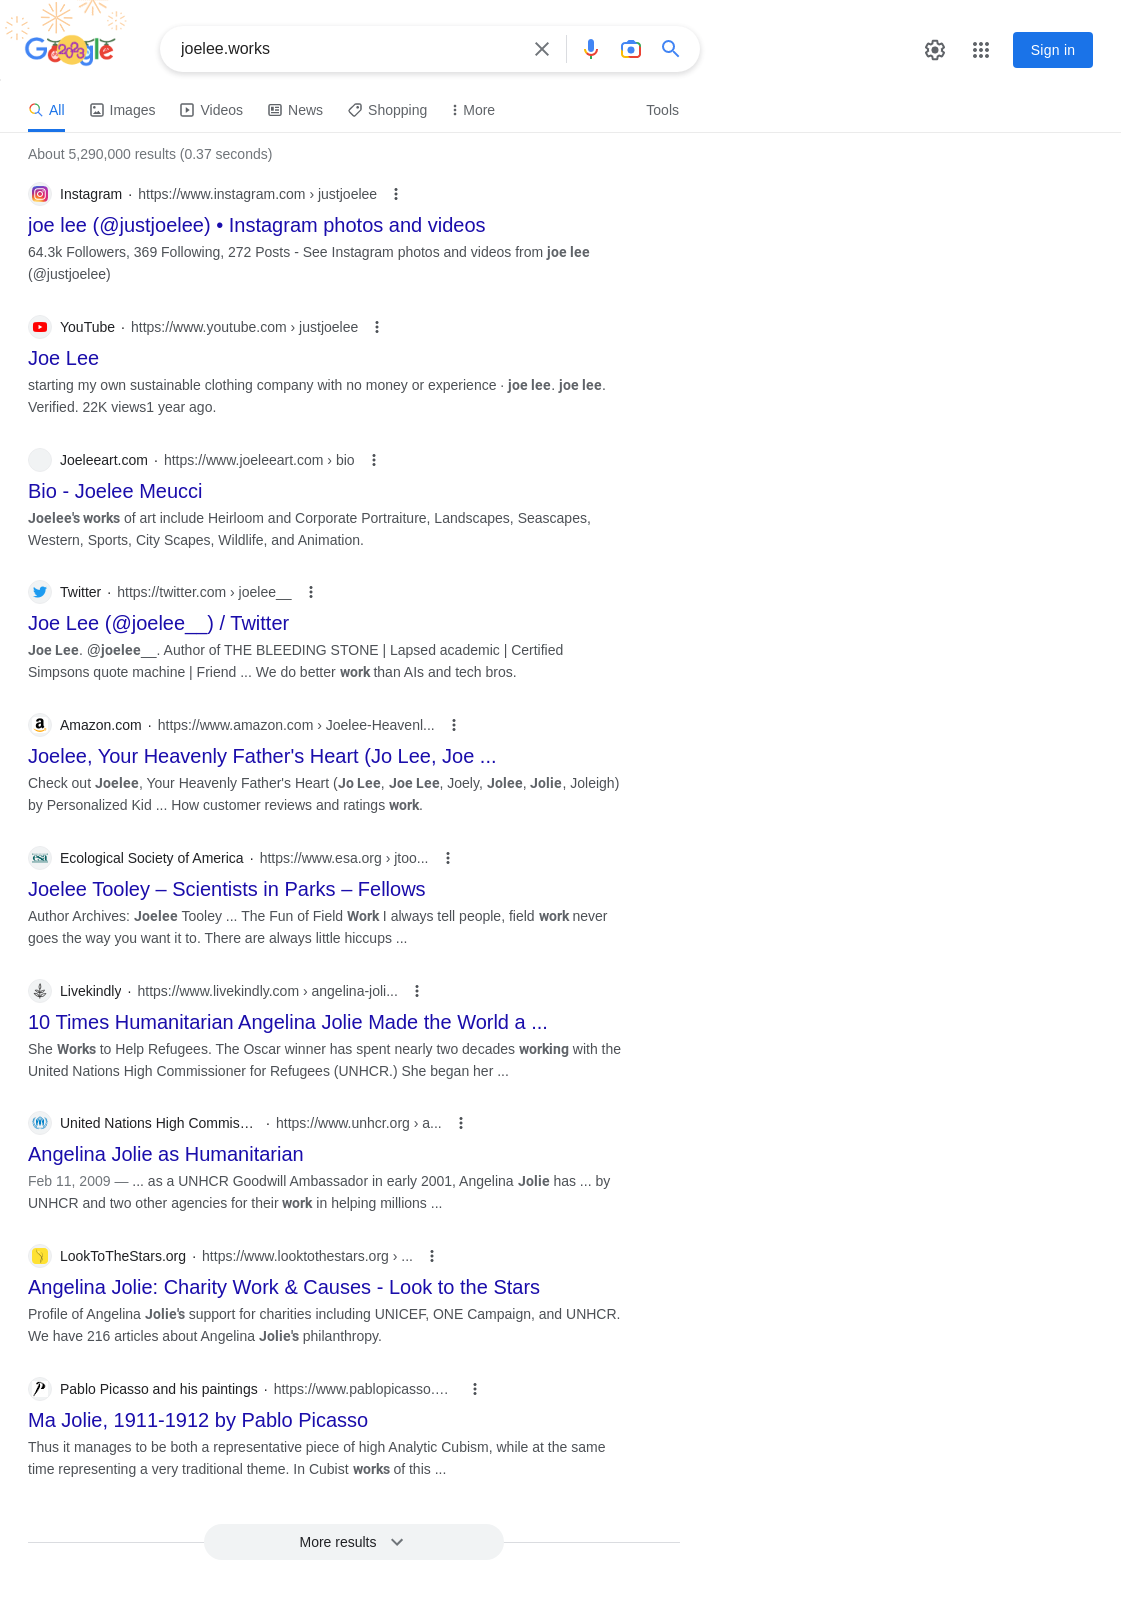 Google 2023
joelee.works
Sign in
All
Images
Videos
News
Shopping
More
Tools
About 5,290,000 results (0.37 seconds)
Instagram · https://www.instagram.com › justjoelee
joe lee (@justjoelee) • Instagram photos and videos
64.3k Followers, 369 Following, 272 Posts - See Instagram photos and videos from joe lee
(@justjoelee)
YouTube · https://www.youtube.com › justjoelee
Joe Lee
starting my own sustainable clothing company with no money or experience · joe lee. joe lee.
Verified. 22K views1 year ago.
Joeleeart.com · https://www.joeleeart.com › bio
Bio - Joelee Meucci
Joelee's works of art include Heirloom and Corporate Portraiture, Landscapes, Seascapes,
Western, Sports, City Scapes, Wildlife, and Animation.
Twitter · https://twitter.com › joelee__
Joe Lee (@joelee__) / Twitter
Joe Lee. @joelee__. Author of THE BLEEDING STONE | Lapsed academic | Certified
Simpsons quote machine | Friend ... We do better work than AIs and tech bros.
a
Amazon.com · https://www.amazon.com › Joelee-Heavenl...
Joelee, Your Heavenly Father's Heart (Jo Lee, Joe ...
Check out Joelee, Your Heavenly Father's Heart (Jo Lee, Joe Lee, Joely, Jolee, Jolie, Joleigh)
by Personalized Kid ... How customer reviews and ratings work.
esa
Ecological Society of America · https://www.esa.org › jtoo...
Joelee Tooley – Scientists in Parks – Fellows
Author Archives: Joelee Tooley ... The Fun of Field Work I always tell people, field work never
goes the way you want it to. There are always little hiccups ...
Livekindly · https://www.livekindly.com › angelina-joli...
10 Times Humanitarian Angelina Jolie Made the World a ...
She Works to Help Refugees. The Oscar winner has spent nearly two decades working with the
United Nations High Commissioner for Refugees (UNHCR.) She began her ...
United Nations High Commis… · https://www.unhcr.org › a...
Angelina Jolie as Humanitarian
Feb 11, 2009 — ... as a UNHCR Goodwill Ambassador in early 2001, Angelina Jolie has ... by
UNHCR and two other agencies for their work in helping millions ...
LookToTheStars.org · https://www.looktothestars.org › ...
Angelina Jolie: Charity Work & Causes - Look to the Stars
Profile of Angelina Jolie's support for charities including UNICEF, ONE Campaign, and UNHCR.
We have 216 articles about Angelina Jolie's philanthropy.
P
Pablo Picasso and his paintings · https://www.pablopicasso.…
Ma Jolie, 1911-1912 by Pablo Picasso
Thus it manages to be both a representative piece of high Analytic Cubism, while at the same
time representing a very traditional theme. In Cubist works of this ...
More results